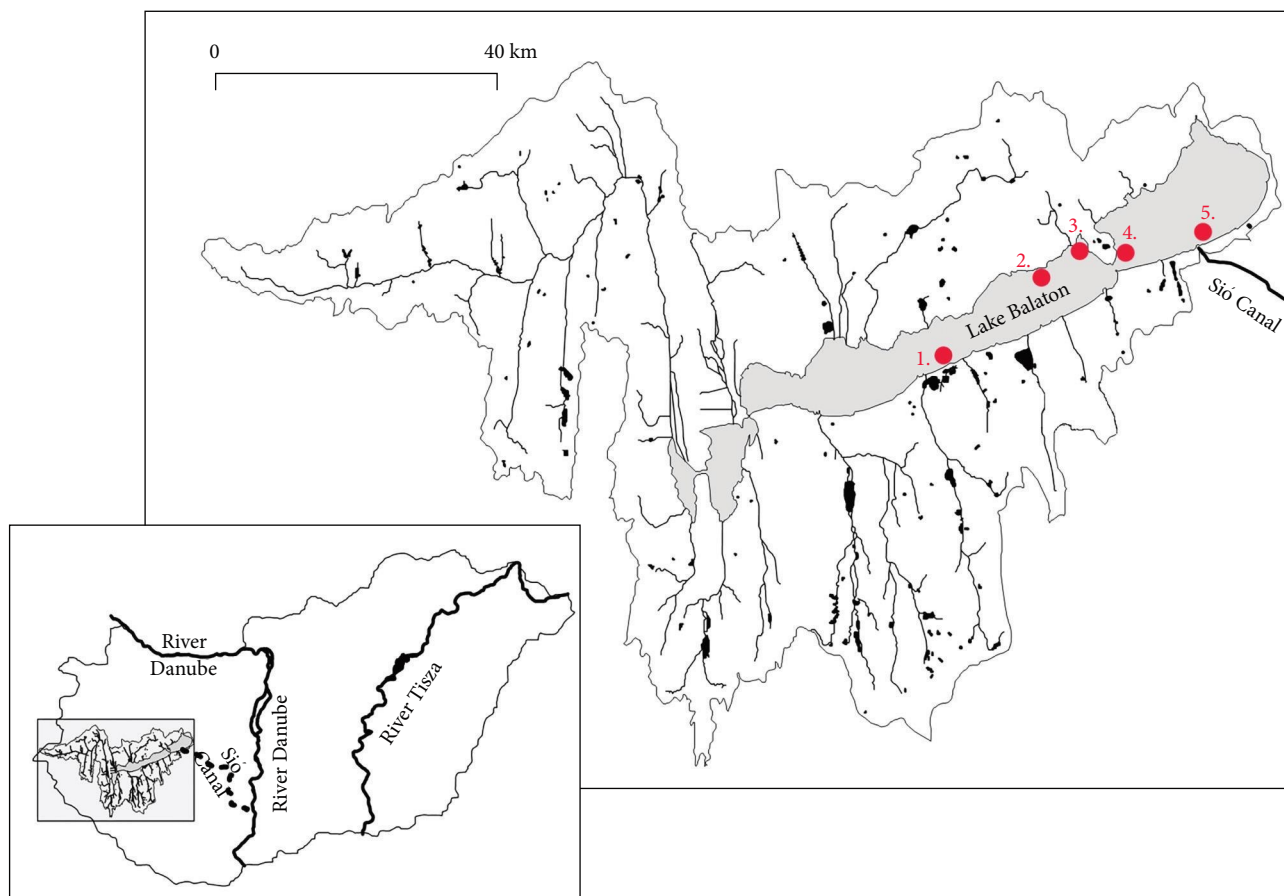 0
40 km
3.
4.
5.
2.
1.
Lake Balaton
Sió Canal
River
Danube
River Danube
River Tisza
Sió
Canal